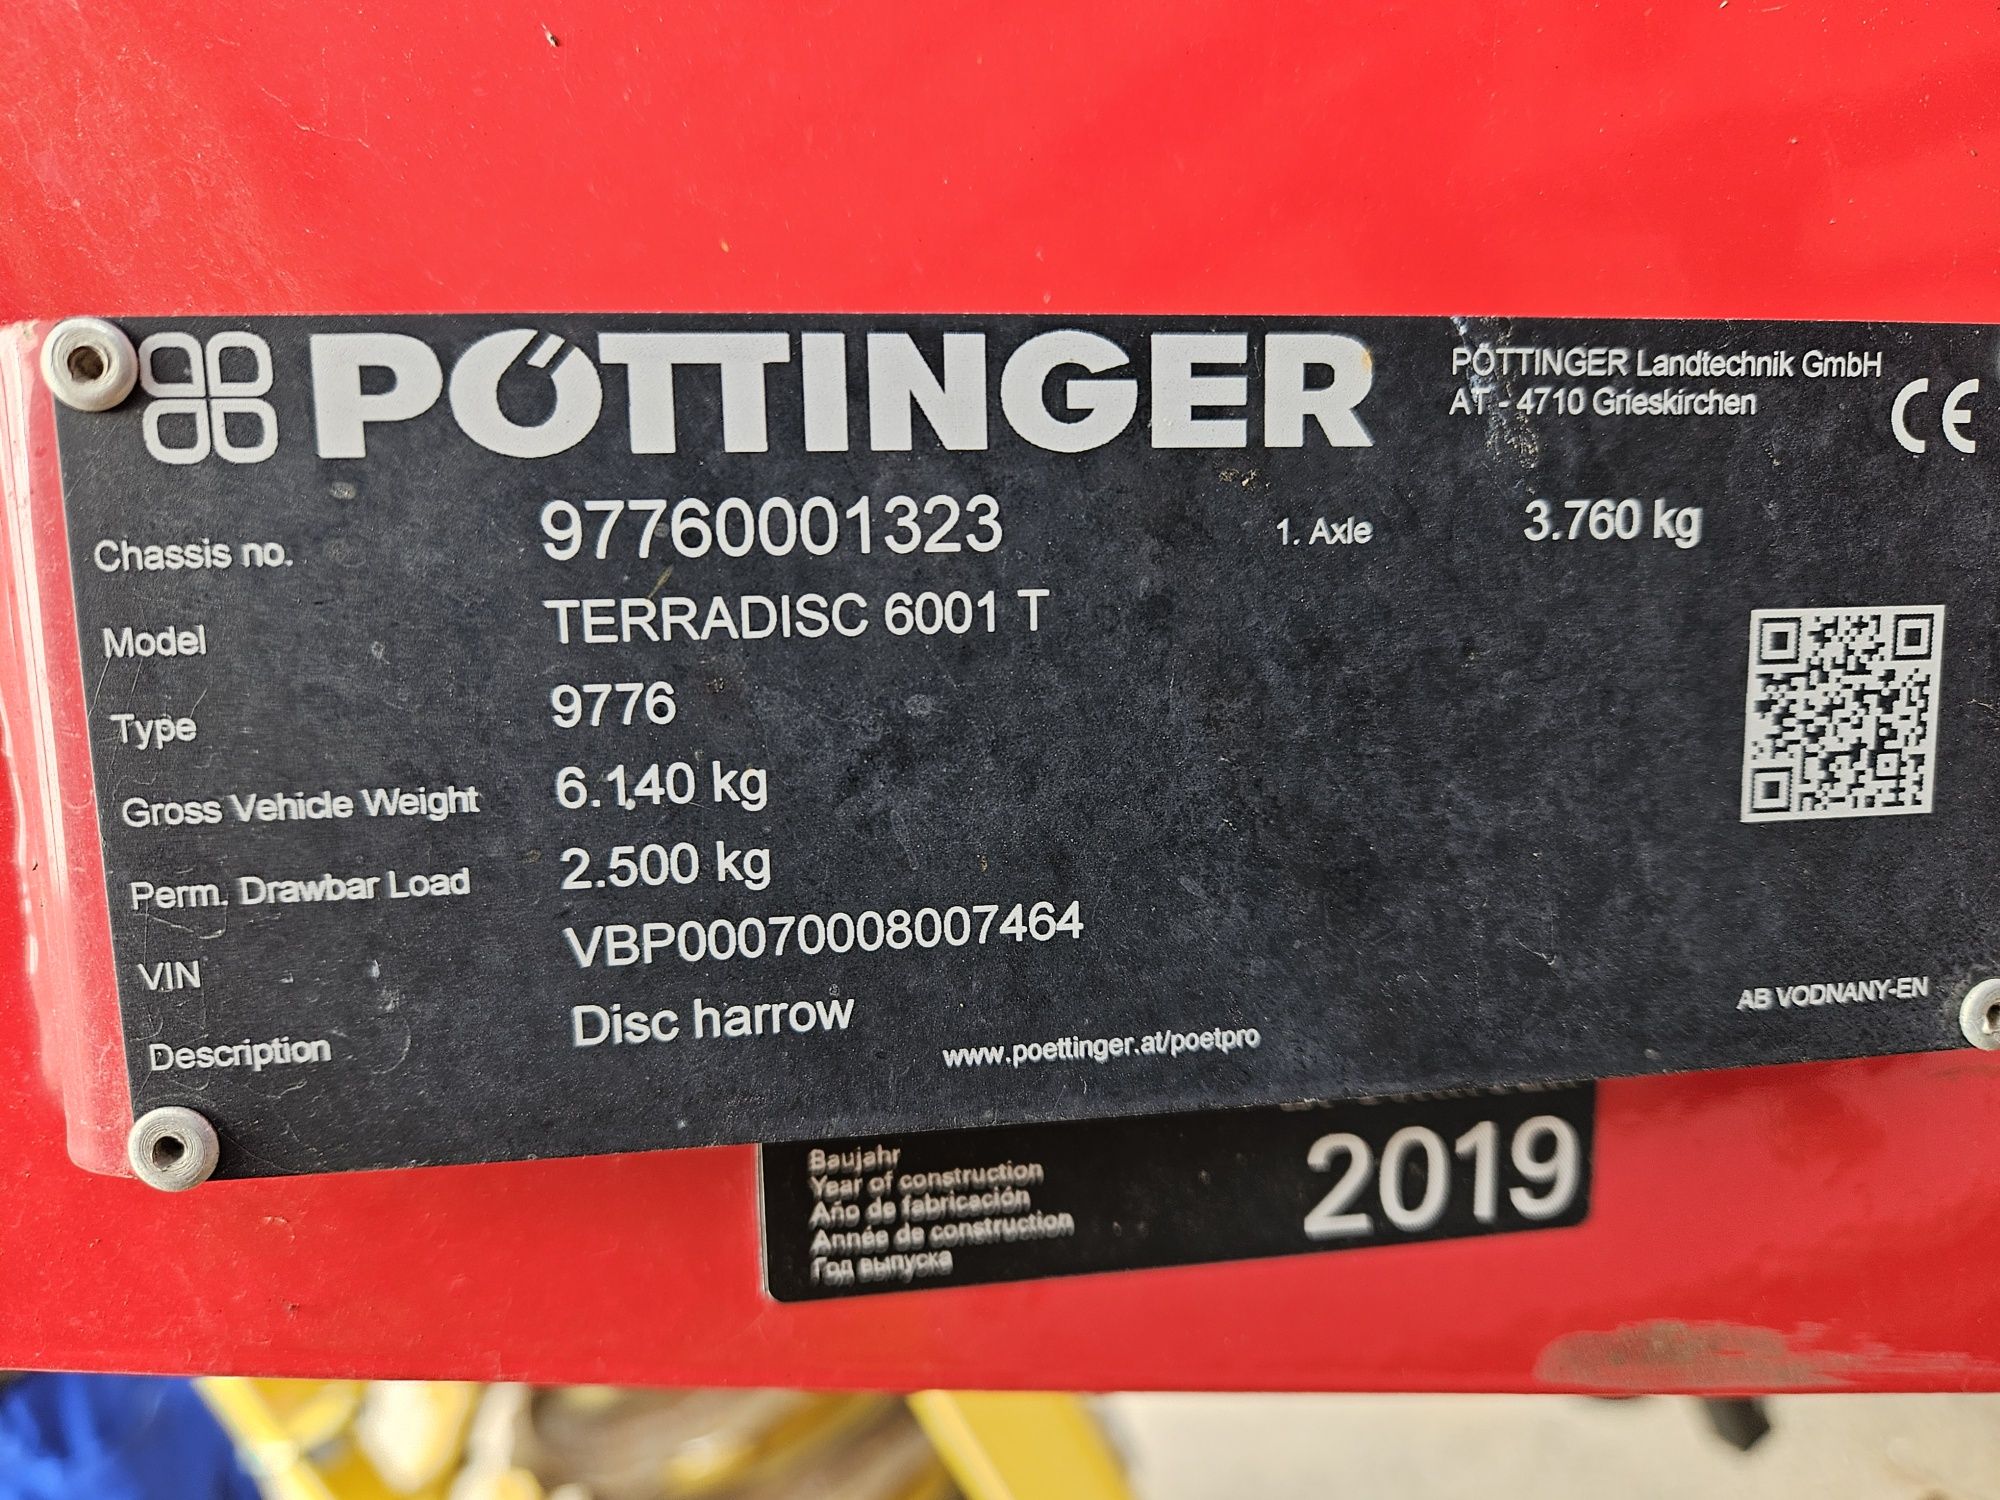 PÖTTINGER
PÖTTINGER Landtechnik GmbH
AT - 4710 Grieskirchen
CE
Chassis no. 97760001323 1. Axle 3.760 kg
Model TERRADISC 6001 T
Type 9776
Gross Vehicle Weight 6.140 kg
Perm. Drawbar Load 2.500 kg
VIN VBP00070008007464
Description Disc harrow
www.poettinger.at/poetpro
AB VODNANY-EN
Baujahr
Year of construction
Año de fabricación
Année de construction
Год выпуска
2019